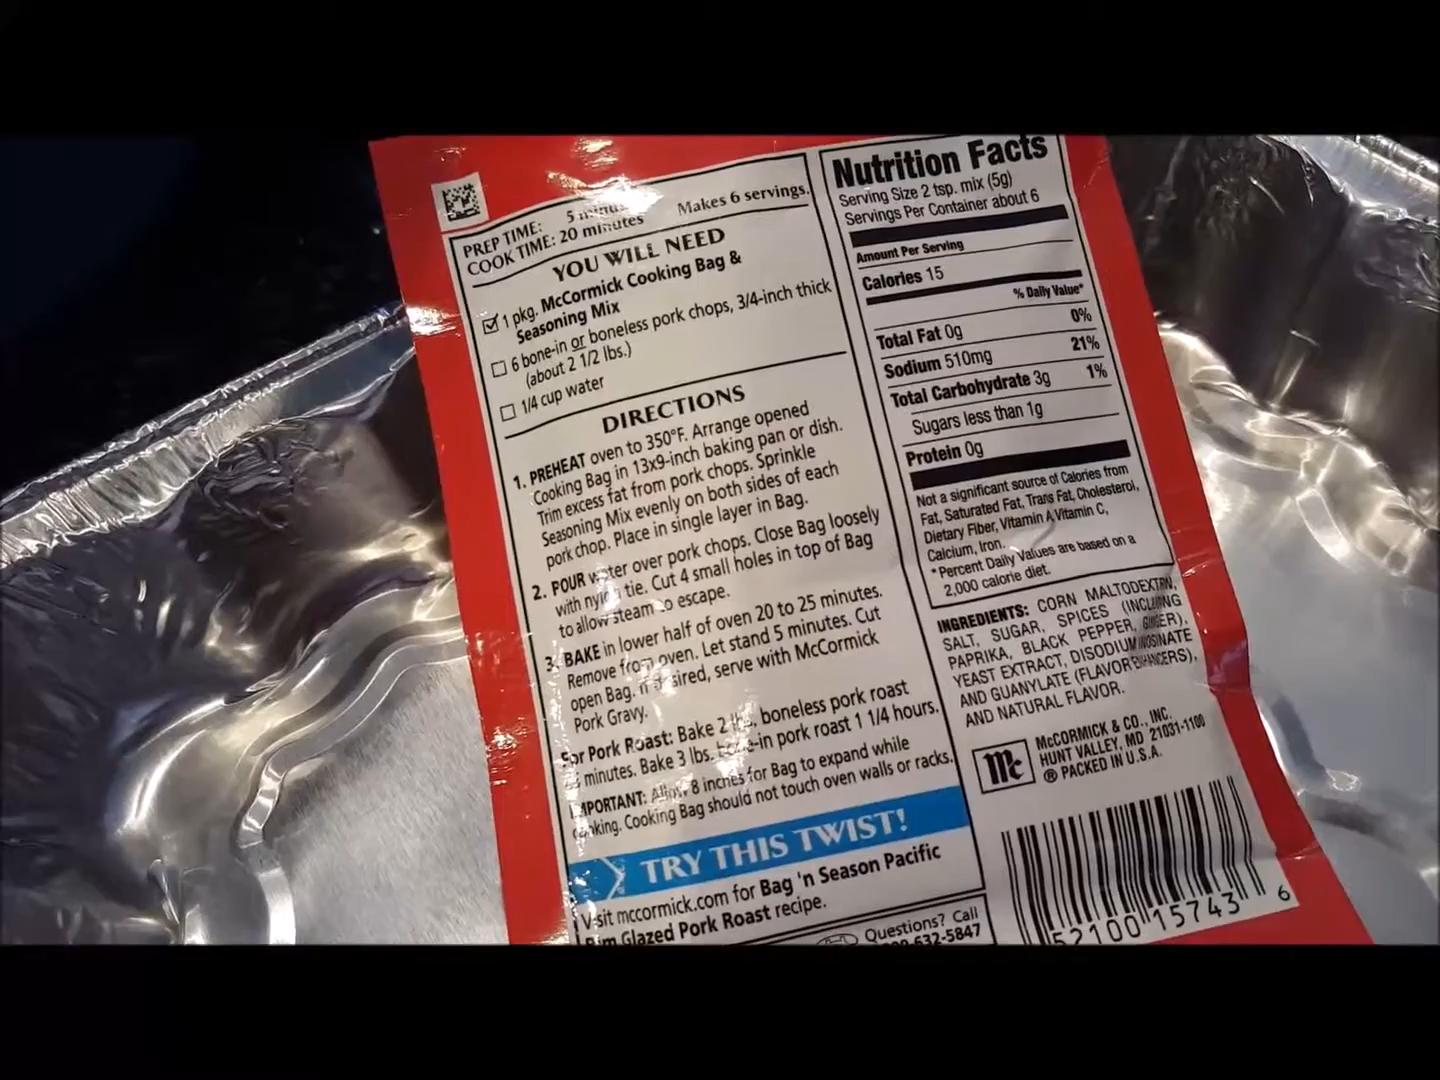 PREP TIME: 5
COOK TIME: 20 minutes
Makes 6 servings.
YOU WILL NEED
1 pkg. McCormick Cooking Bag &
Seasoning Mix
6 bone-in or boneless pork chops, 3/4-inch thick
(about 2 1/2 lbs.)
1/4 cup water
DIRECTIONS
1. PREHEAT oven to 350°F. Arrange opened
Cooking Bag in 13x9-inch baking pan or dish.
Trim excess fat from pork chops. Sprinkle
Seasoning Mix evenly on both sides of each
pork chop. Place in single layer in Bag.
2. POUR water over pork chops. Close Bag loosely
with nylon tie. Cut 4 small holes in top of Bag
to allow steam to escape.
3. BAKE in lower half of oven 20 to 25 minutes.
Remove from oven. Let stand 5 minutes. Cut
open Bag. If desired, serve with McCormick
Pork Gravy.
For Pork Roast: Bake 2 lbs. boneless pork roast
minutes. Bake 3 lbs. bone-in pork roast 1 1/4 hours.
IMPORTANT: Allow 8 inches for Bag to expand while
cooking. Cooking Bag should not touch oven walls or racks.
TRY THIS TWIST!
Visit mccormick.com for Bag 'n Season Pacific
Rim Glazed Pork Roast recipe.
Questions? Call
632-5847
Nutrition Facts
Serving Size 2 tsp. mix (5g)
Servings Per Container about 6
Amount Per Serving
Calories 15
% Daily Value*
Total Fat 0g 0%
Sodium 510mg 21%
Total Carbohydrate 3g 1%
Sugars less than 1g
Protein 0g
Not a significant source of Calories from
Fat, Saturated Fat, Trans Fat, Cholesterol,
Dietary Fiber, Vitamin A, Vitamin C,
Calcium, Iron.
*Percent Daily Values are based on a
2,000 calorie diet.
INGREDIENTS: CORN MALTODEXTRIN,
SALT, SUGAR, SPICES (INCLUDING
PAPRIKA, BLACK PEPPER, GINGER),
YEAST EXTRACT, DISODIUM INOSINATE
AND GUANYLATE (FLAVOR ENHANCERS),
AND NATURAL FLAVOR.
Mc
McCORMICK & CO., INC.
HUNT VALLEY, MD 21031-1100
® PACKED IN U.S.A.
52100 15743 6